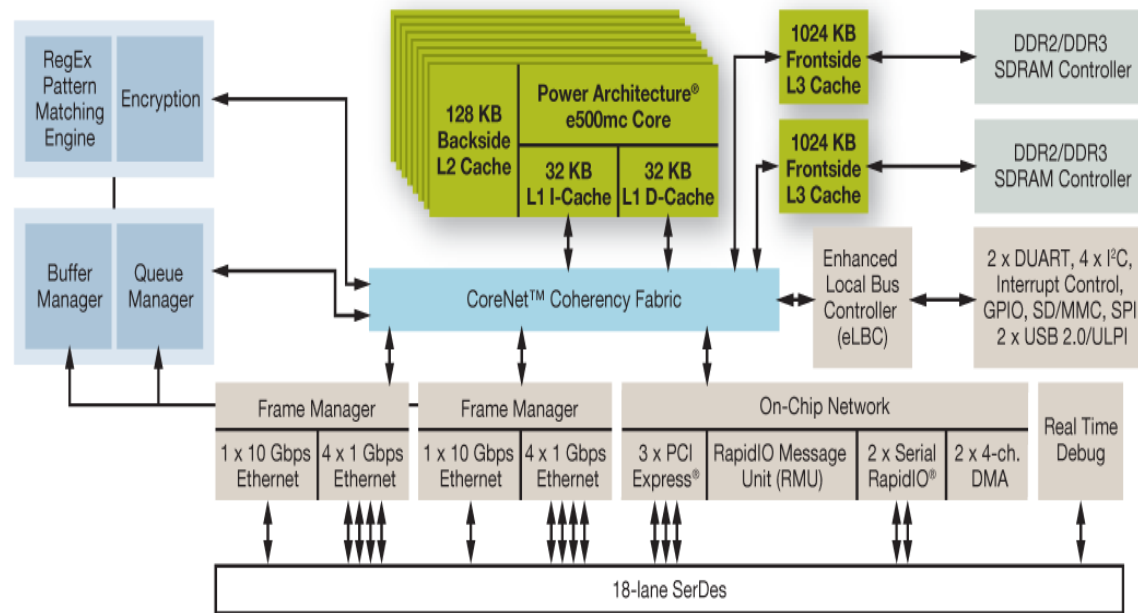 RegEx
Pattern
Matching
Engine
Encryption
128 KB
Backside
L2 Cache
Power Architecture®
e500mc Core
32 KB
L1 I-Cache
32 KB
L1 D-Cache
1024 KB
Frontside
L3 Cache
DDR2/DDR3
SDRAM Controller
1024 KB
Frontside
L3 Cache
DDR2/DDR3
SDRAM Controller
Buffer
Manager
Queue
Manager
CoreNet™ Coherency Fabric
Enhanced
Local Bus
Controller
(eLBC)
2 x DUART, 4 x I²C,
Interrupt Control,
GPIO, SD/MMC, SPI
2 x USB 2.0/ULPI
Frame Manager
1 x 10 Gbps
Ethernet
4 x 1 Gbps
Ethernet
Frame Manager
1 x 10 Gbps
Ethernet
4 x 1 Gbps
Ethernet
On-Chip Network
3 x PCI
Express®
RapidIO Message
Unit (RMU)
2 x Serial
RapidIO®
2 x 4-ch.
DMA
Real Time
Debug
18-lane SerDes